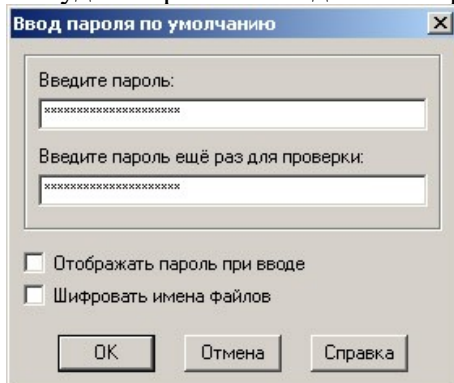 Ввод пароля по умолчанию
Введите пароль:
×××××××××××××××××××××
Введите пароль ещё раз для проверки:
×××××××××××××××××××××
Отображать пароль при вводе
Шифровать имена файлов
OK Отмена Справка